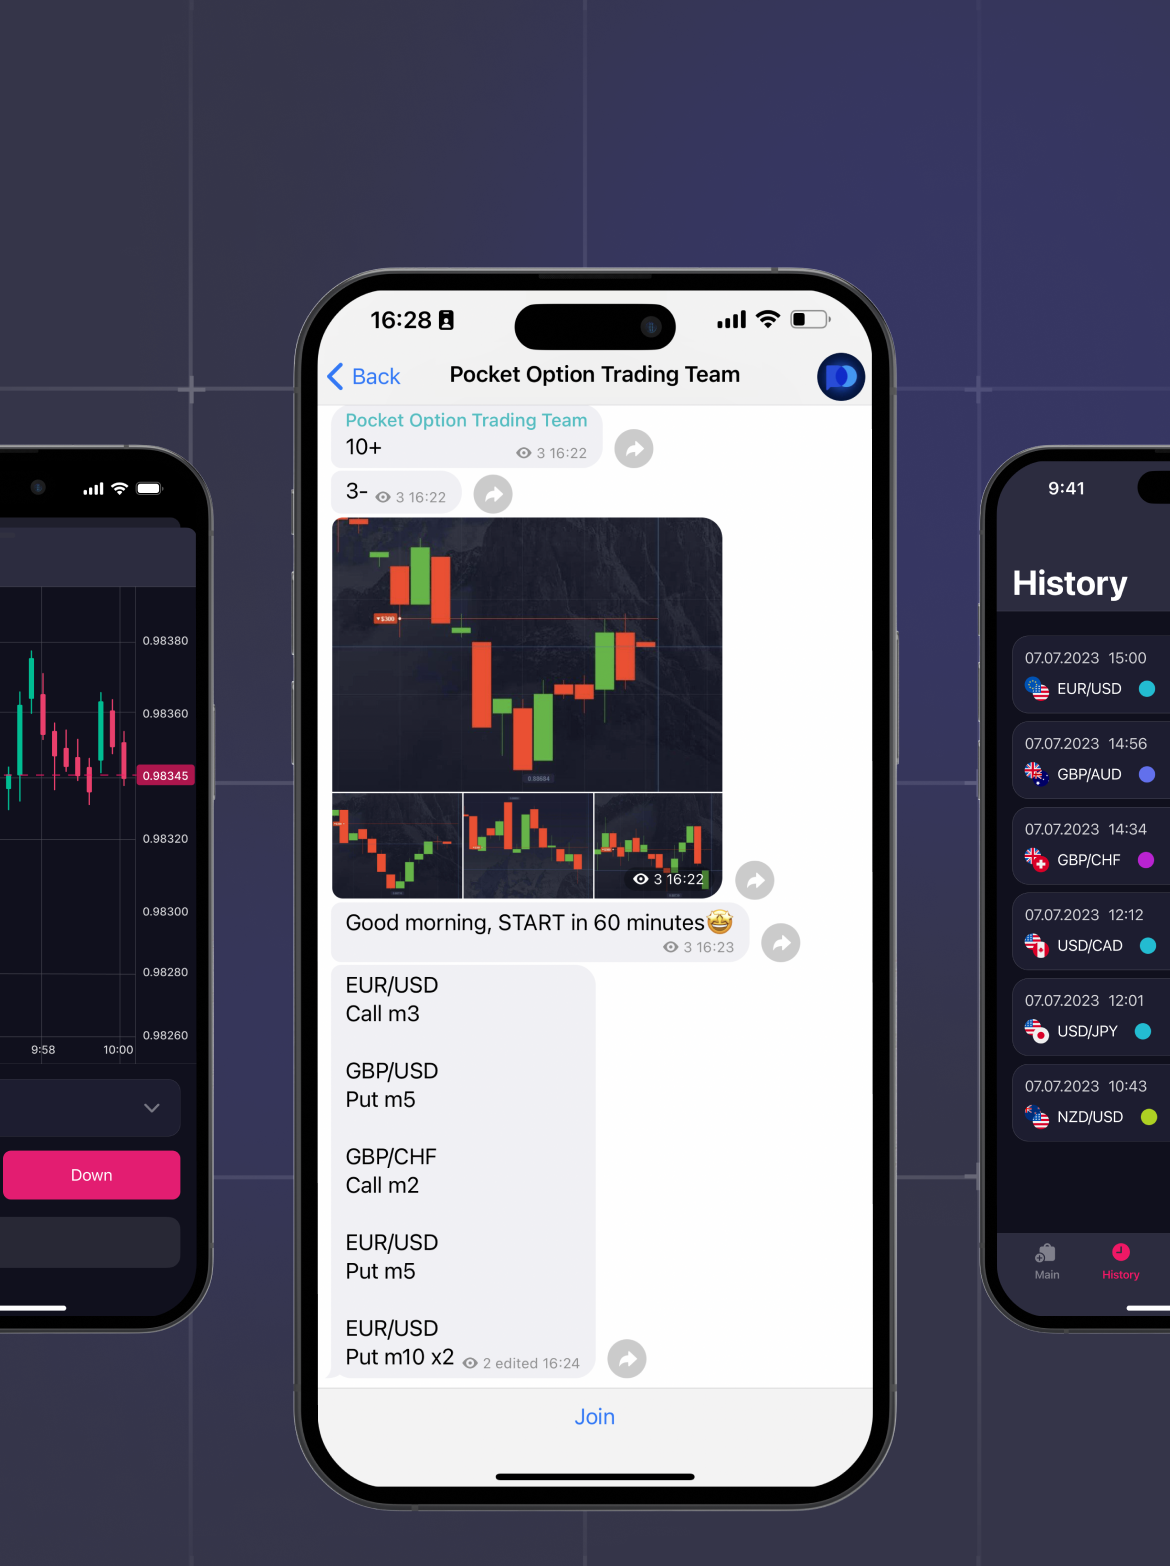 16:28
Back
Pocket Option Trading Team
Pocket Option Trading Team
10+
3 16:22
3-
3 16:22
$300
3 16:22
Good morning, START in 60 minutes🤩
3 16:23
EUR/USD
Call m3
GBP/USD
Put m5
GBP/CHF
Call m2
EUR/USD
Put m5
EUR/USD
Put m10 x2
2 edited 16:24
Join
0.98380
0.98360
0.98345
0.98320
0.98300
0.98280
0.98260
9:58
10:00
Down
9:41
History
07.07.2023 15:00
EUR/USD
07.07.2023 14:56
GBP/AUD
07.07.2023 14:34
GBP/CHF
07.07.2023 12:12
USD/CAD
07.07.2023 12:01
USD/JPY
07.07.2023 10:43
NZD/USD
Main
History